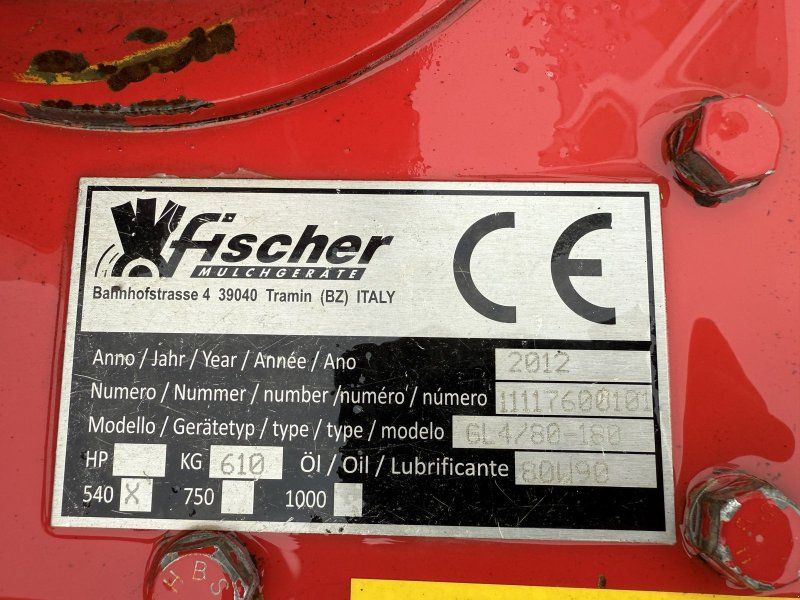 fischer
MULCHGERÄTE
Bahnhofstrasse 4 39040 Tramin (BZ) ITALY
CE
Anno / Jahr / Year / Année / Ano 2012
Numero / Nummer / number /numéro / número 11117600101
Modello / Gerätetyp / type / type / modelo GL4/80-180
HP KG 610 Öl / Oil / Lubrificante 80W90
540 X 750 1000
HBS